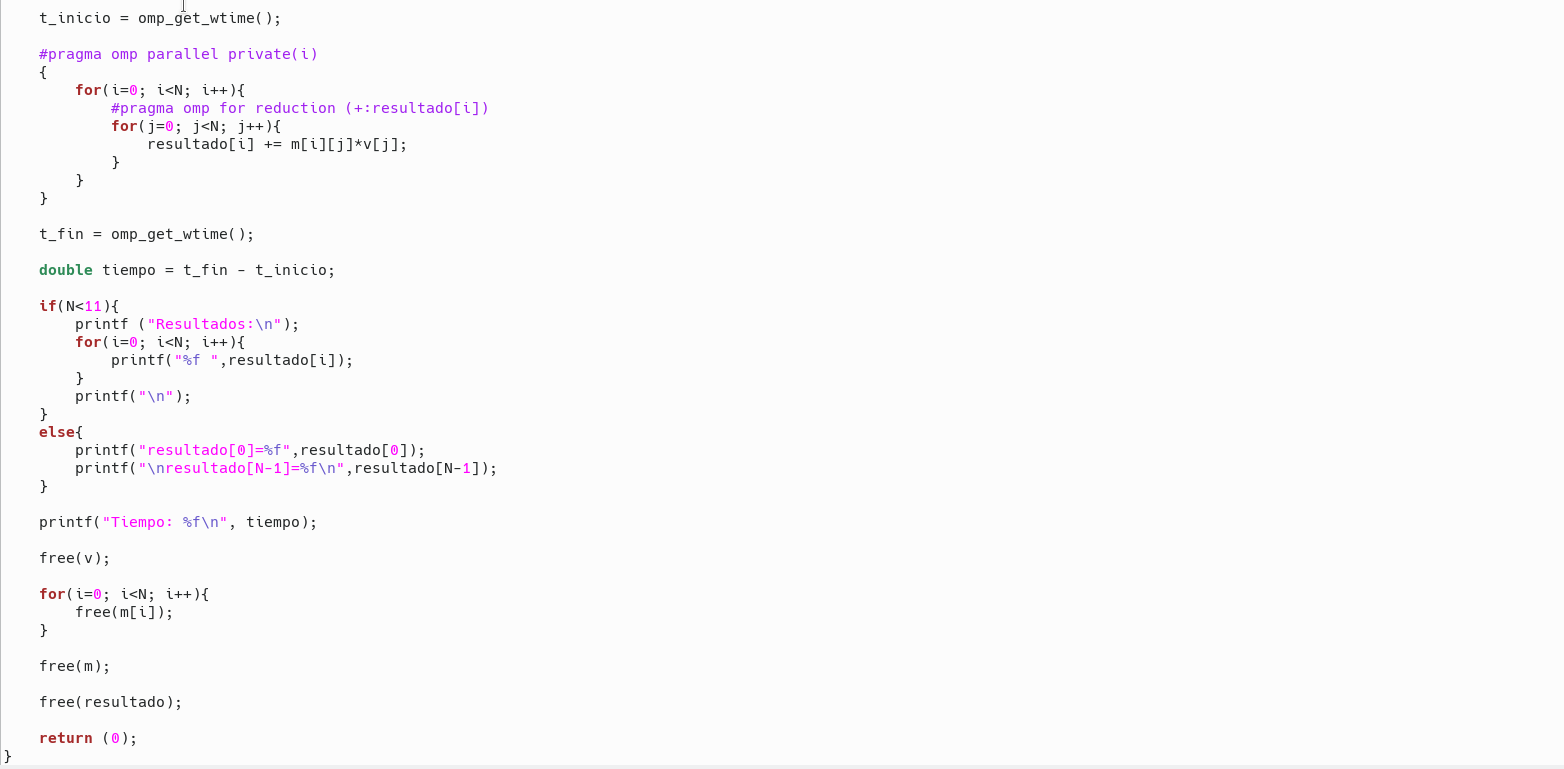 t_inicio = omp_get_wtime();
#pragma omp parallel private(i)
{
for(i=0; i<N; i++){
#pragma omp for reduction (+:resultado[i])
for(j=0; j<N; j++){
resultado[i] += m[i][j]*v[j];
}
}
}
t_fin = omp_get_wtime();
double tiempo = t_fin - t_inicio;
if(N<11){
printf ("Resultados:\n");
for(i=0; i<N; i++){
printf("%f ",resultado[i]);
}
printf("\n");
}
else{
printf("resultado[0]=%f",resultado[0]);
printf("\nresultado[N-1]=%f\n",resultado[N-1]);
}
printf("Tiempo: %f\n", tiempo);
free(v);
for(i=0; i<N; i++){
free(m[i]);
}
free(m);
free(resultado);
return (0);
}